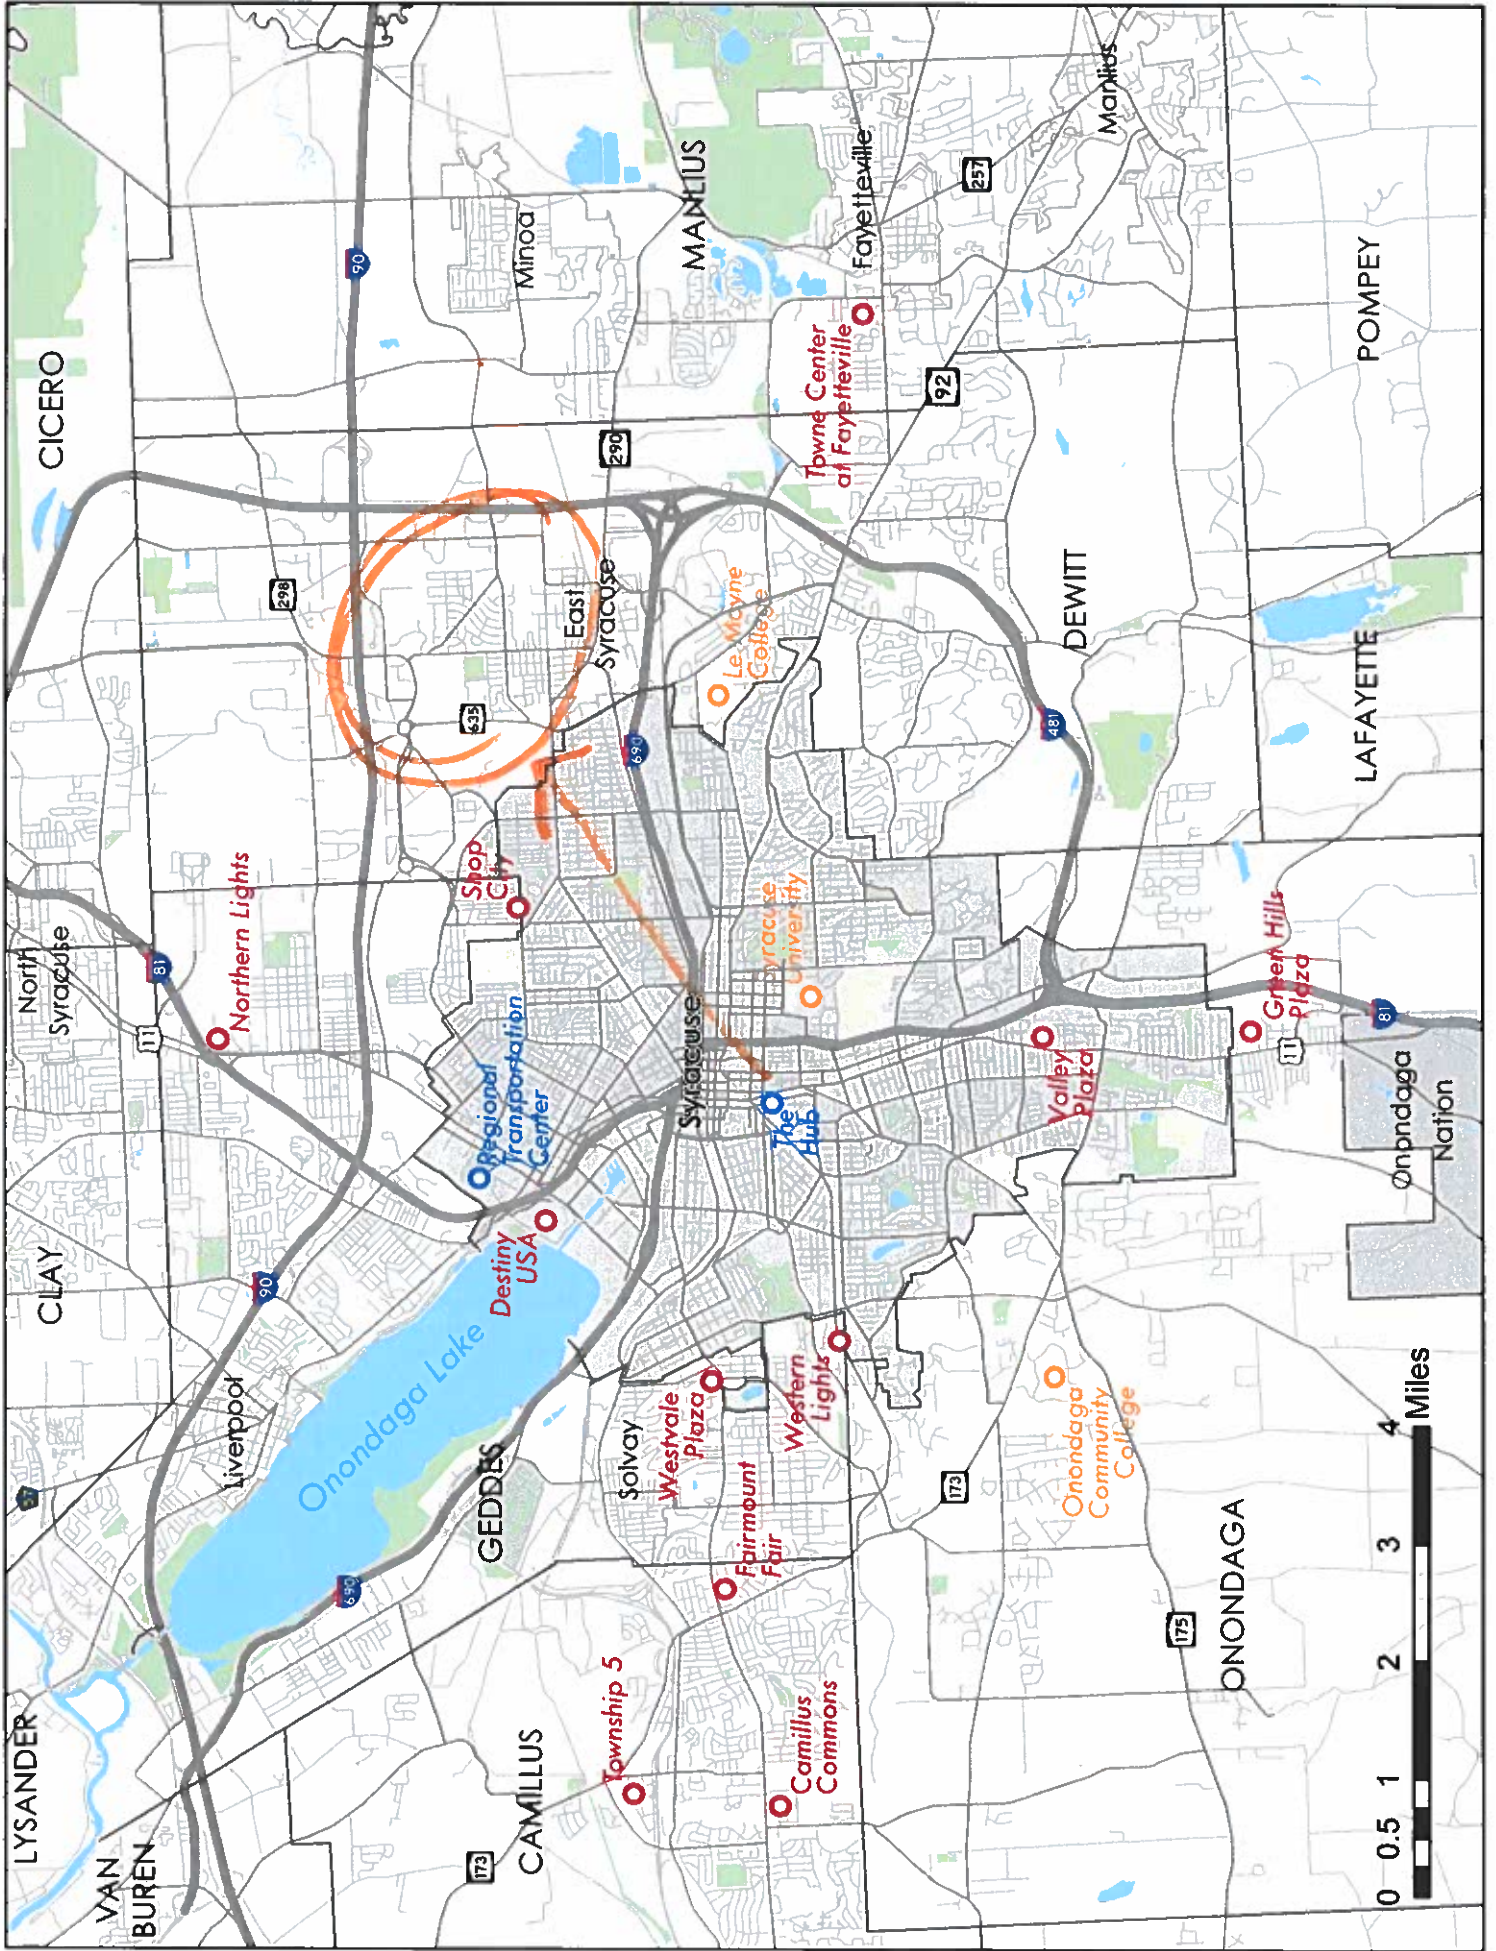 LYSANDER
VAN
BUREN
CLAY
CICERO
North
Syracuse
11
81
Northern Lights
298
90
90
Liverpool
Onondaga Lake
690
GEDDES
Destiny
USA
Regional
Transportation
Center
Shop
City
635
East
Syracuse
290
Minoa
MANLIUS
173
CAMILLUS
Township 5
Camillus
Commons
Fairmount
Fair
Solvay
Westvale
Plaza
Western
Lights
Syracuse
The
Hub
Syracuse
University
690
Le Moyne
College
Towne Center
at Fayetteville
Fayetteville
257
92
Manlius
DEWITT
481
173
Onondaga
Community
College
175
ONONDAGA
Valley
Plaza
Green Hills
Plaza
11
81
Onondaga
Nation
LAFAYETTE
POMPEY
0 0.5 1 2 3 4
Miles